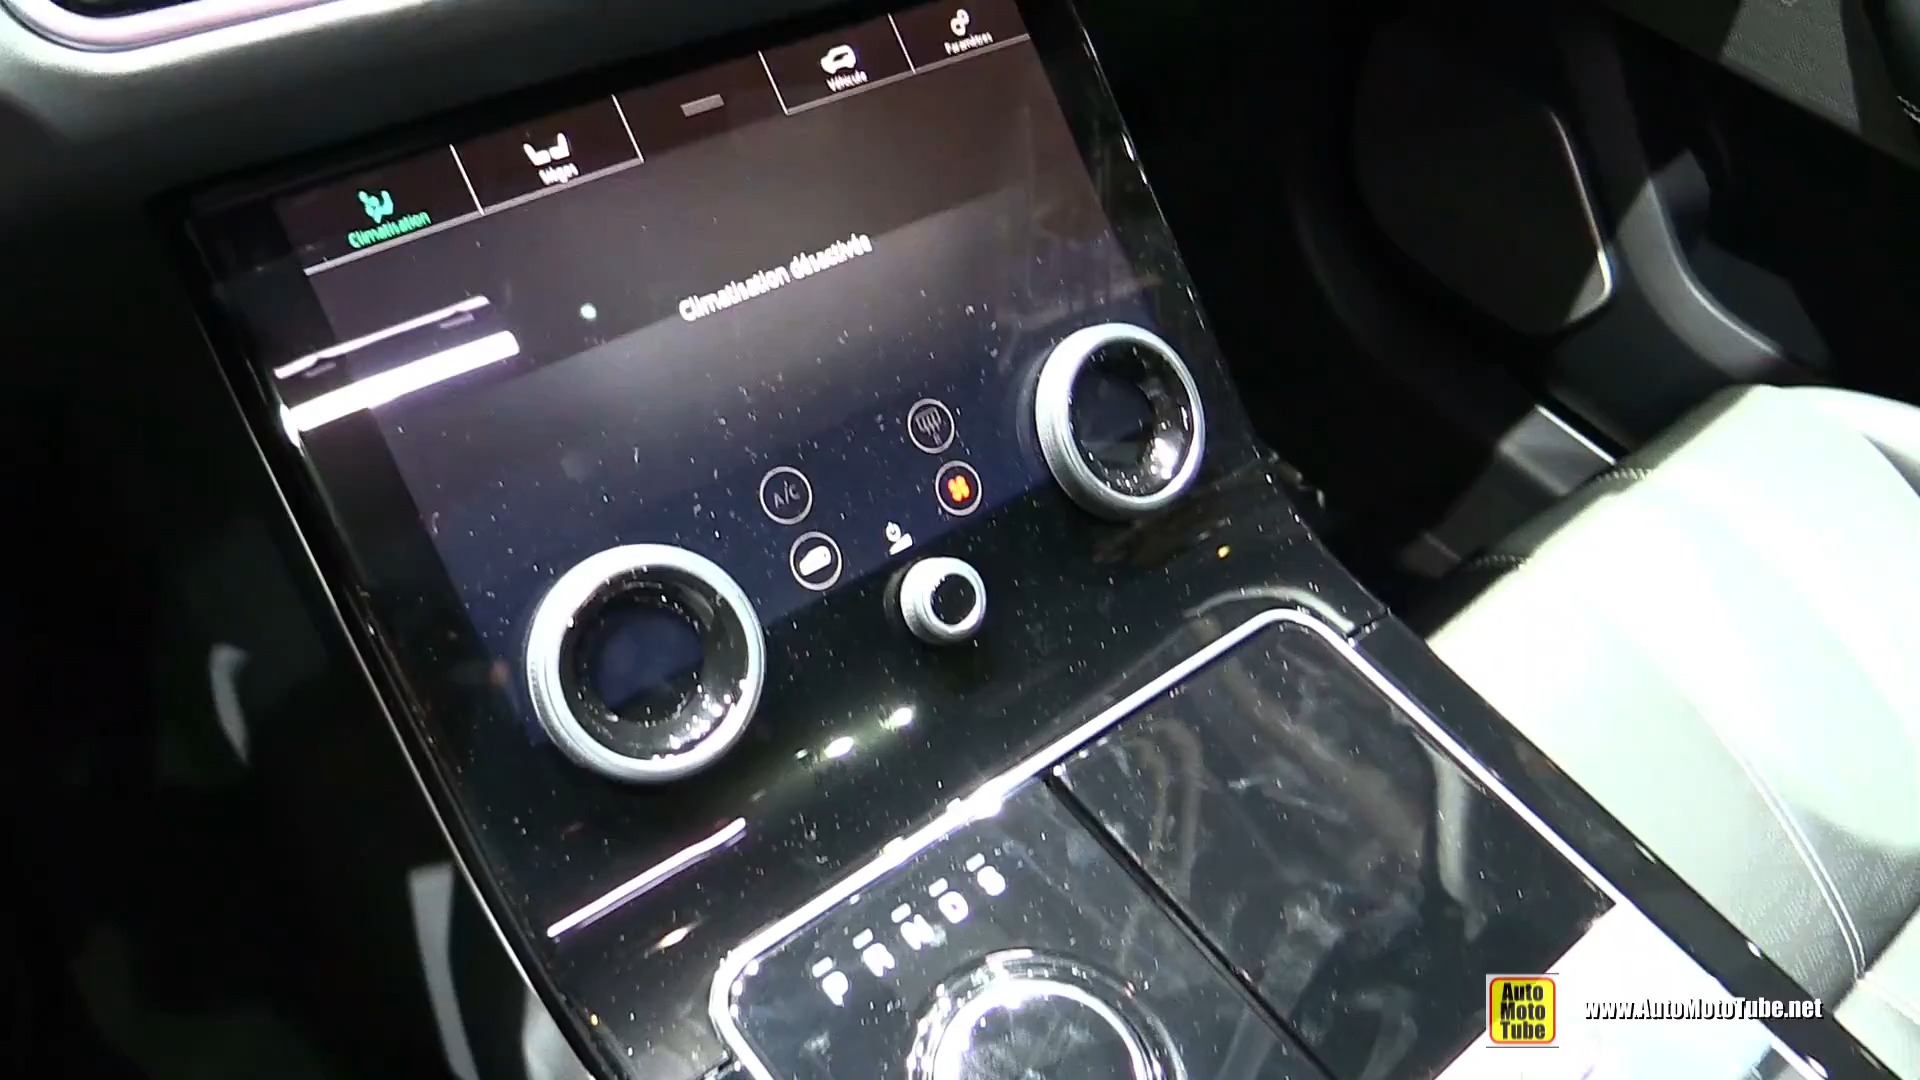 Climatisation
Sièges
Véhicule
Paramètres
Climatisation désactivée
A/C
P R N D S
Auto
Moto
Tube
www.AutoMotoTube.net